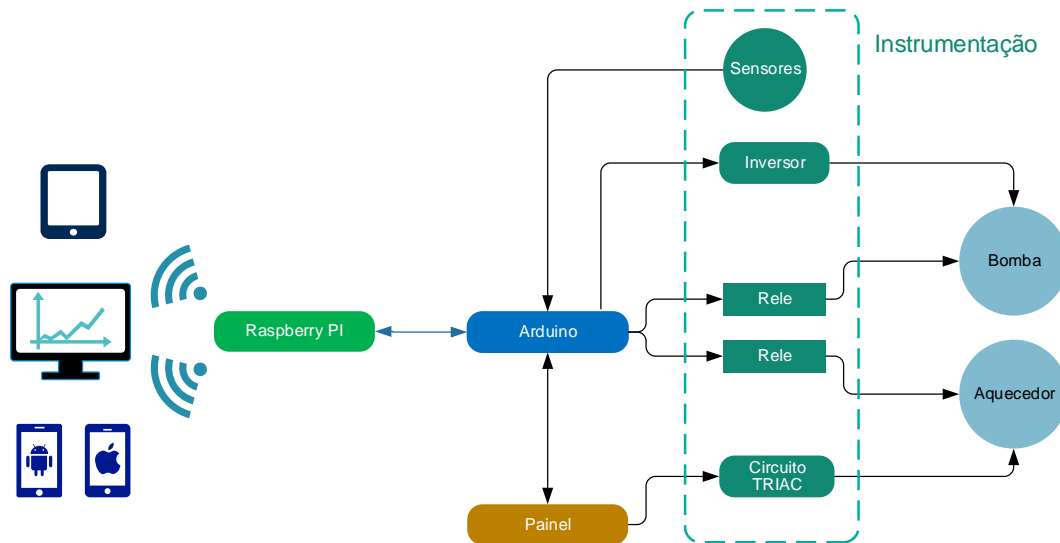 Instrumentação
Sensores
Inversor
Bomba
Rele
Raspberry PI
Arduino
Rele
Aquecedor
Circuito
TRIAC
Painel